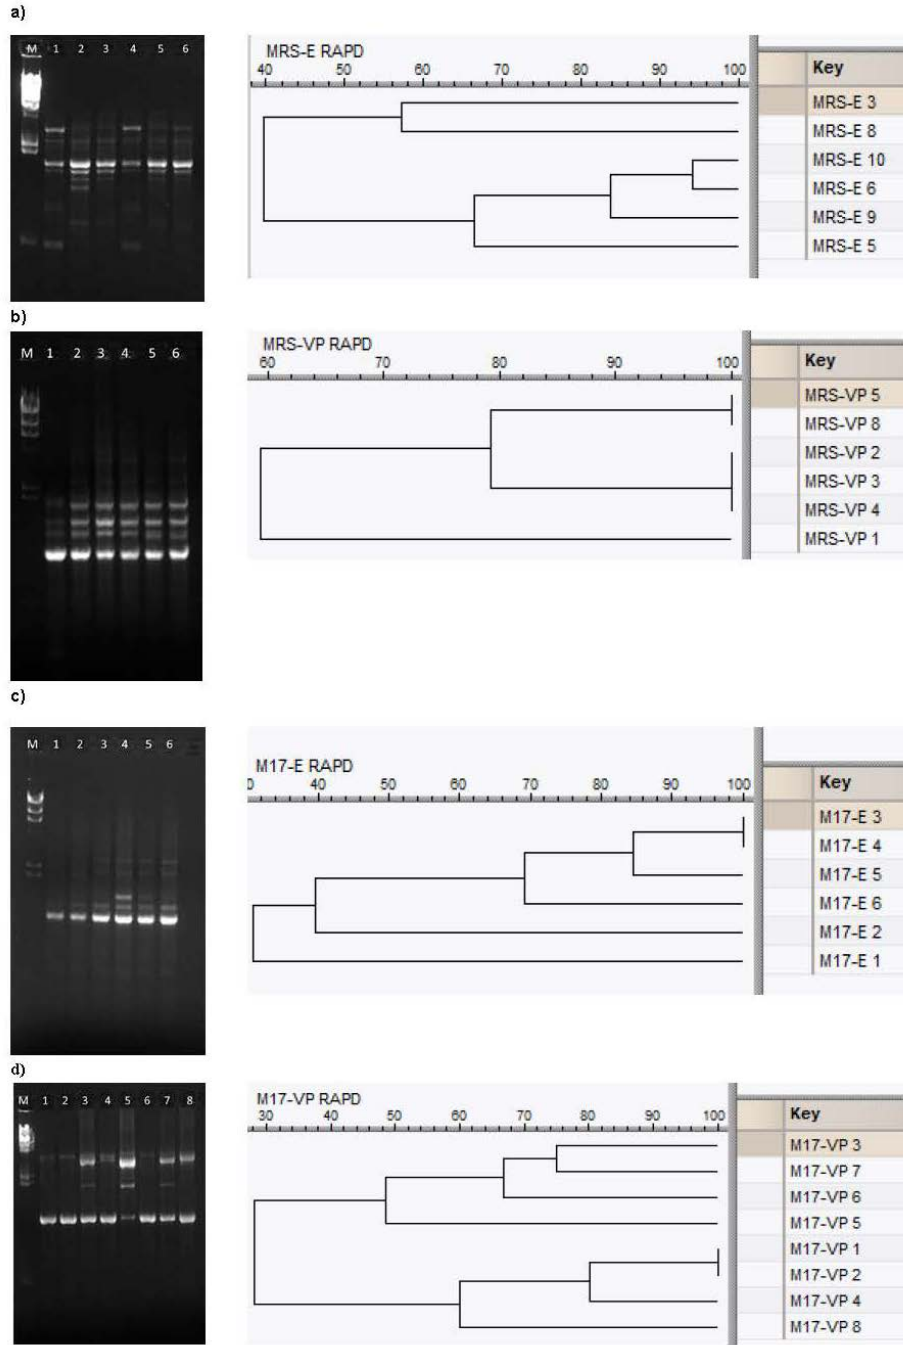 a)
M 1 2 3 4 5 6
MRS-E RAPD
40 50 60 70 80 90 100
Key
MRS-E 3
MRS-E 8
MRS-E 10
MRS-E 6
MRS-E 9
MRS-E 5
b)
M 1 2 3 4 5 6
MRS-VP RAPD
60 70 80 90 100
Key
MRS-VP 5
MRS-VP 8
MRS-VP 2
MRS-VP 3
MRS-VP 4
MRS-VP 1
c)
M 1 2 3 4 5 6
M17-E RAPD
0 40 50 60 70 80 90 100
Key
M17-E 3
M17-E 4
M17-E 5
M17-E 6
M17-E 2
M17-E 1
d)
M 1 2 3 4 5 6 7 8
M17-VP RAPD
30 40 50 60 70 80 90 100
Key
M17-VP 3
M17-VP 7
M17-VP 6
M17-VP 5
M17-VP 1
M17-VP 2
M17-VP 4
M17-VP 8